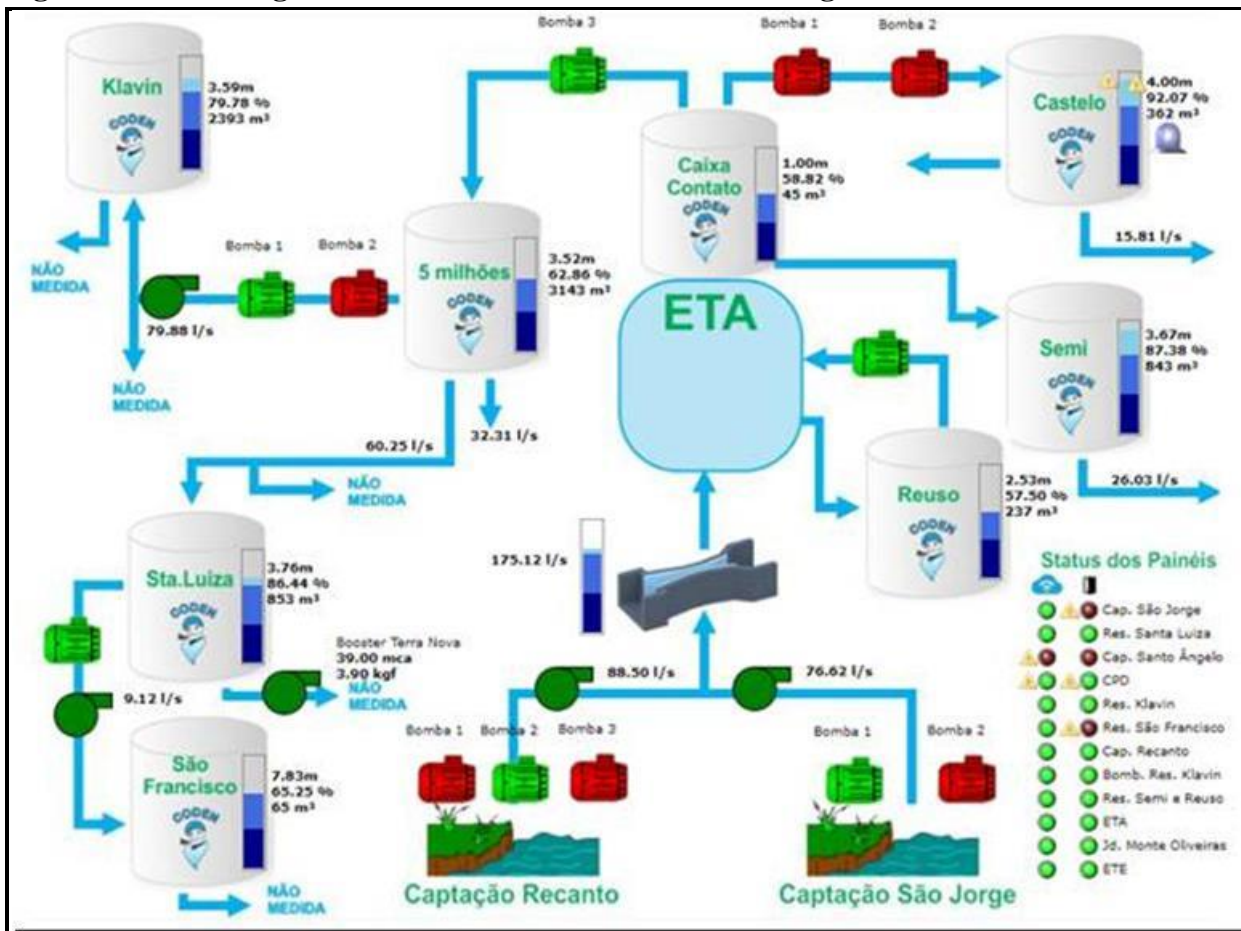 Bomba 3
Bomba 1
Bomba 2
Klavin
CODEN
3.59m
79.78 %
2393 m³
Castelo
CODEN
4.00m
92.07 %
362 m³
Caixa
Contato
CODEN
1.00m
58.82 %
45 m³
15.81 l/s
NÃO
MEDIDA
Bomba 1
Bomba 2
5 milhões
CODEN
3.52m
62.86 %
3143 m³
79.88 l/s
NÃO
MEDIDA
ETA
Semi
CODEN
3.67m
87.38 %
843 m³
60.25 l/s
32.31 l/s
NÃO
MEDIDA
Reuso
CODEN
2.53m
57.50 %
237 m³
26.03 l/s
Sta.Luiza
CODEN
3.76m
86.44 %
853 m³
175.12 l/s
Booster Terra Nova
39.00 mca
3.90 kgf
NÃO
MEDIDA
9.12 l/s
88.50 l/s
76.62 l/s
São
Francisco
CODEN
7.83m
65.25 %
65 m³
NÃO
MEDIDA
Bomba 1
Bomba 2
Bomba 3
Captação Recanto
Bomba 1
Bomba 2
Captação São Jorge
Status dos Painéis
Cap. São Jorge
Res. Santa Luiza
Cap. Santo Ângelo
CPD
Res. Klavin
Res. São Francisco
Cap. Recanto
Bomb. Res. Klavin
Res. Semi e Reuso
ETA
Jd. Monte Oliveiras
ETE